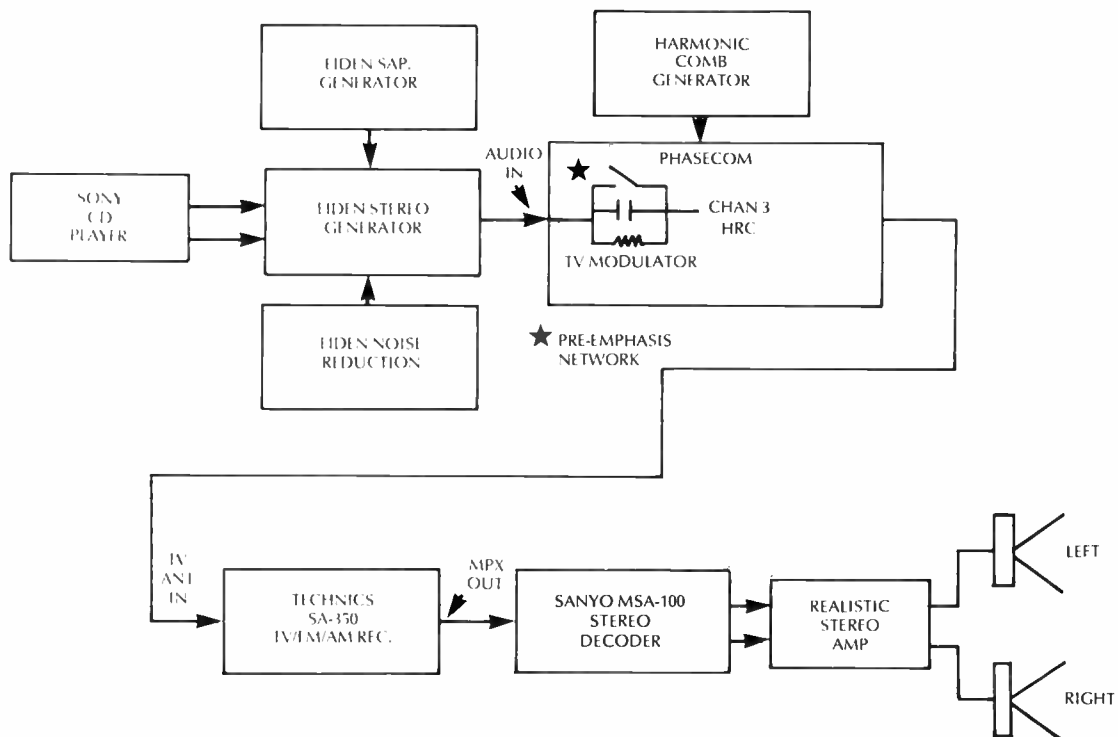 EIDEN SAP.
GENERATOR
HARMONIC
COMB
GENERATOR
SONY
CD
PLAYER
EIDEN STEREO
GENERATOR
AUDIO
IN
PHASECOM
★
CHAN 3
HRC
TV MODULATOR
EIDEN NOISE
REDUCTION
★ PRE-EMPHASIS
NETWORK
TV
ANT
IN
TECHNICS
SA-350
TV/FM/AM REC.
MPX
OUT
SANYO MSA-100
STEREO
DECODER
REALISTIC
STEREO
AMP
LEFT
RIGHT